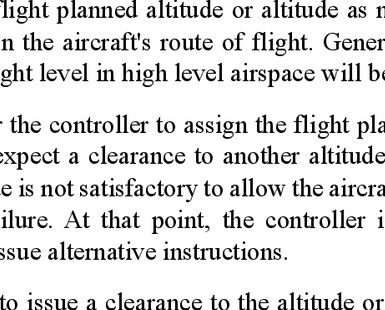 flight planned altitude or altitude as
n the aircraft's route of flight. Gener
ght level in high level airspace will be
r the controller to assign the flight pla
expect a clearance to another altitude
e is not satisfactory to allow the aircra
ilure. At that point, the controller i
ssue alternative instructions.
to issue a clearance to the altitude or